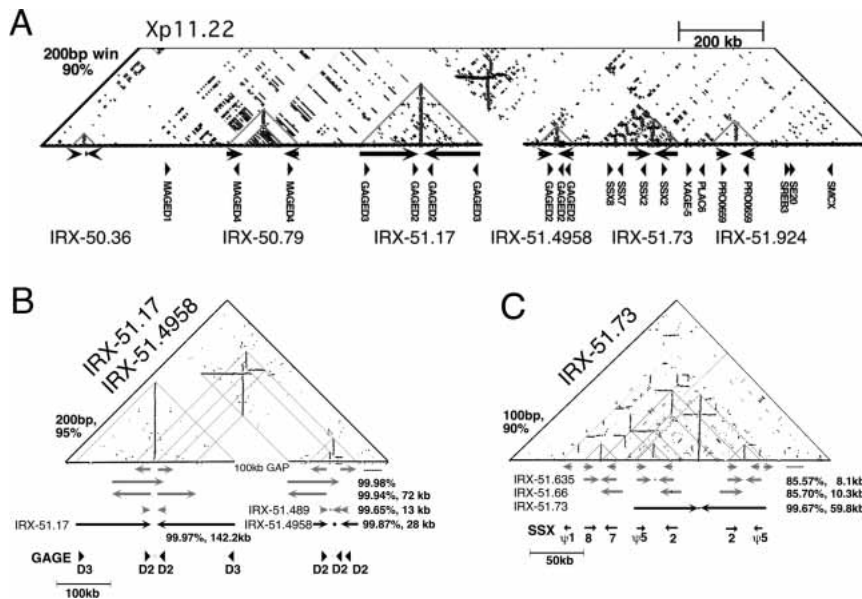 A
Xp11.22
200bp win
90%
200 kb
MAGED1
MAGED4
MAGED4
GAGED3
GAGED2
GAGED2
GAGED3
GAGED2
GAGED2
GAGED2
SSX8
SSX7
SSX2
SSX2
XAGE-5
PLAC6
PRO0659
PRO0659
SREB3
SE20
SMCX
IRX-50.36 IRX-50.79 IRX-51.17 IRX-51.4958 IRX-51.73 IRX-51.924
B
IRX-51.17
IRX-51.4958
200bp,
95%
100kb GAP
99.98%
99.94%, 72 kb
IRX-51.489 99.65%, 13 kb
IRX-51.17 IRX-51.4958 99.87%, 28 kb
99.97%, 142.2kb
GAGE
D3 D2 D2 D3 D2 D2 D2
100kb
C
IRX-51.73
100bp,
90%
IRX-51.635 85.57%, 8.1kb
IRX-51.66 85.70%, 10.3kb
IRX-51.73 99.67%, 59.8kb
SSX
ψ1 8 7 ψ5 2 2 ψ5
50kb